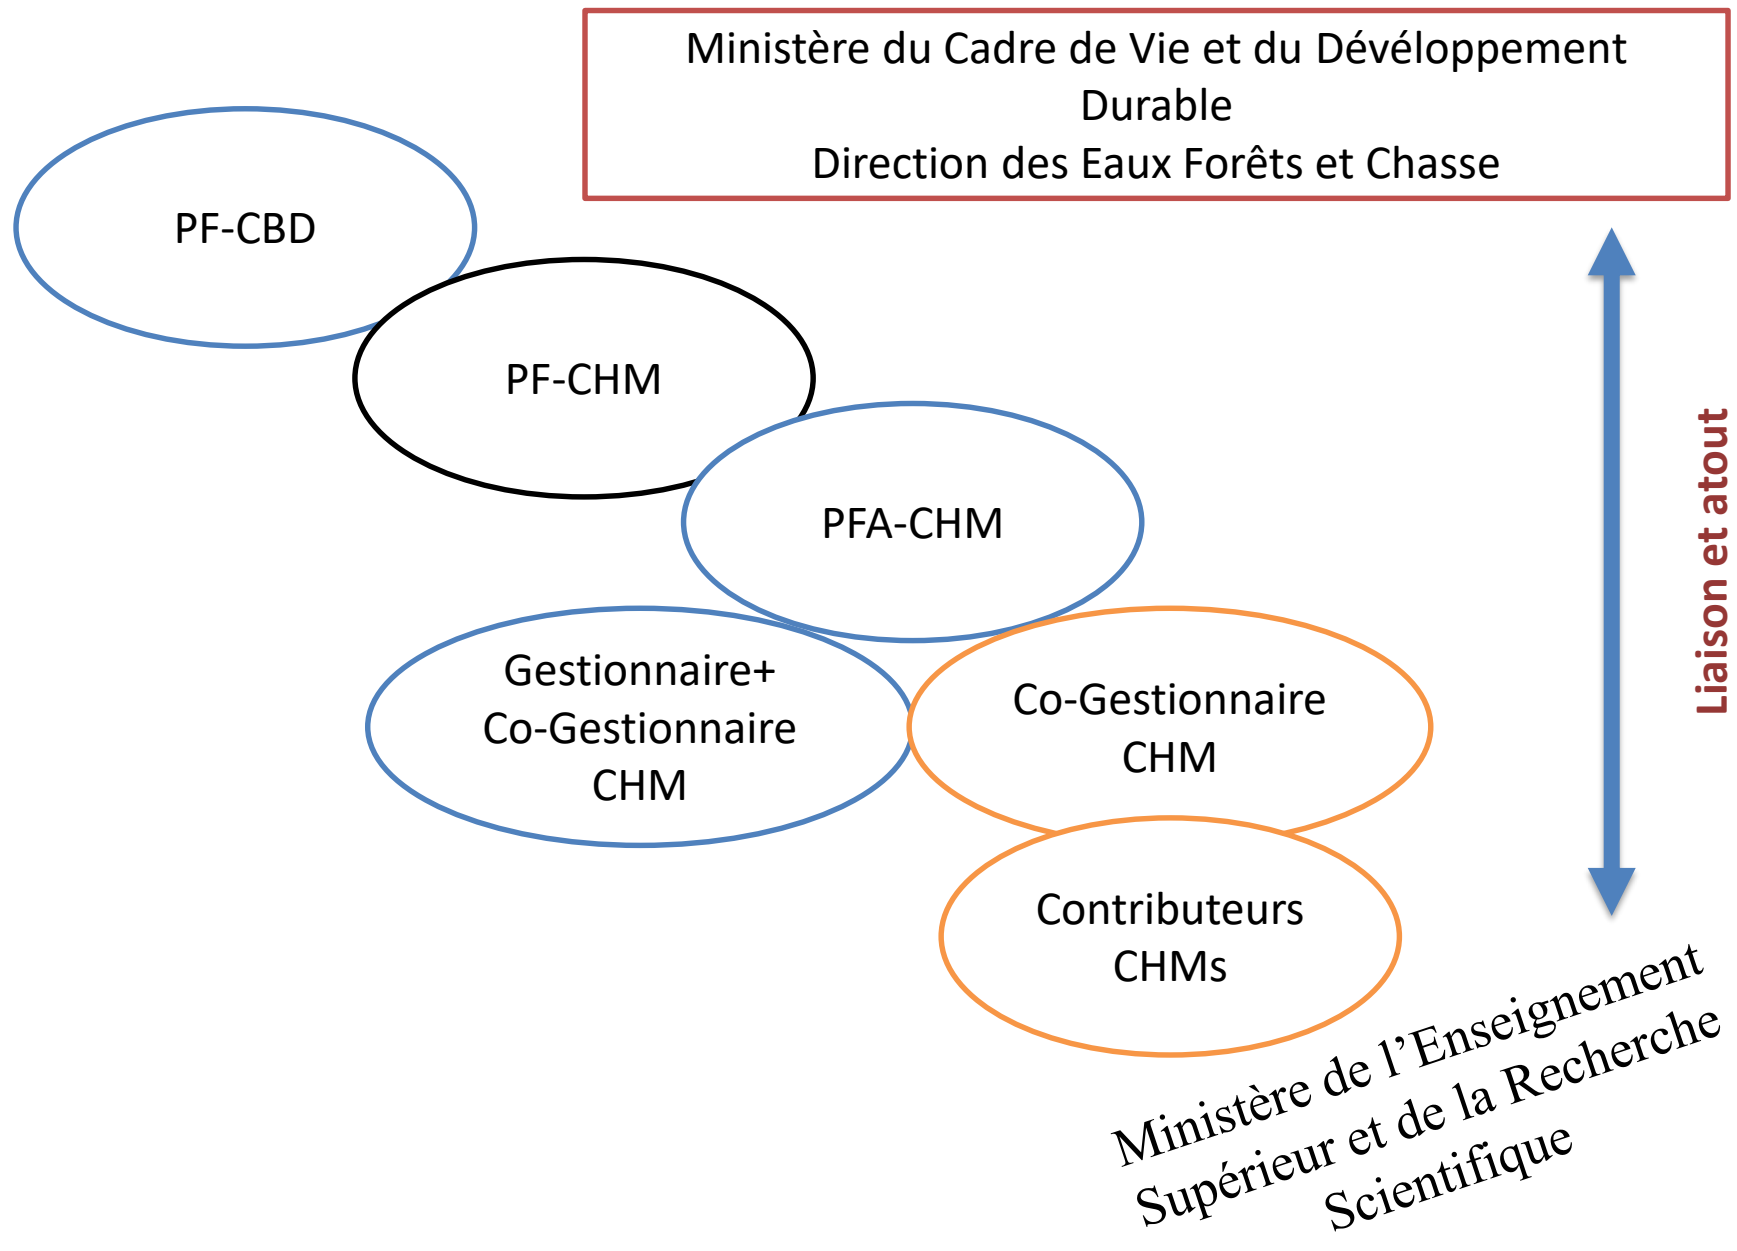 Ministère du Cadre de Vie et du Dévéloppement
Durable
Direction des Eaux Forêts et Chasse
PF-CBD
PF-CHM
PFA-CHM
Gestionnaire+
Co-Gestionnaire
CHM
Co-Gestionnaire
CHM
Contributeurs
CHMs
Liaison et atout
Ministère de l’Enseignement
Supérieur et de la Recherche
Scientifique